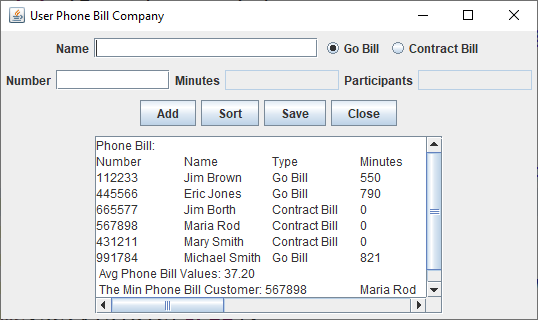 User Phone Bill Company
Name Go Bill Contract Bill
Number Minutes Participants
Add Sort Save Close
Phone Bill:
Number Name Type Minutes
112233 Jim Brown Go Bill 550
445566 Eric Jones Go Bill 790
665577 Jim Borth Contract Bill 0
567898 Maria Rod Contract Bill 0
431211 Mary Smith Contract Bill 0
991784 Michael Smith Go Bill 821
Avg Phone Bill Values: 37.20
The Min Phone Bill Customer: 567898 Maria Rod